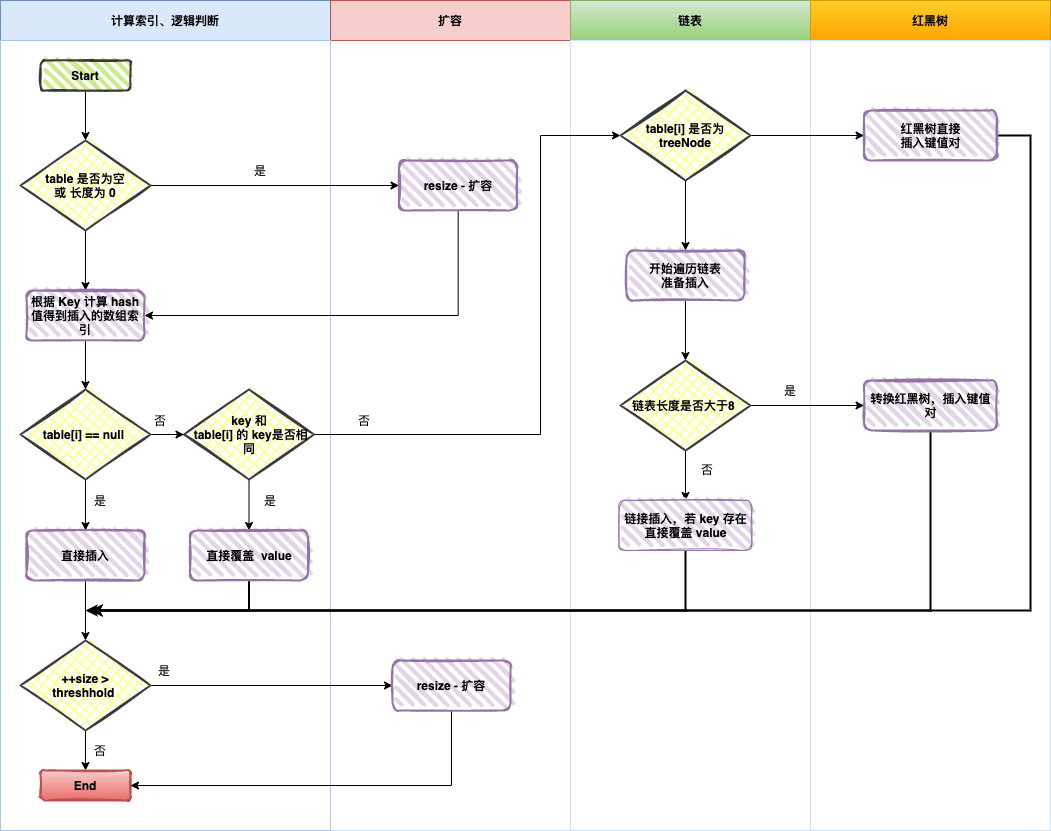 计算索引、逻辑判断
扩容
链表
红黑树
Start
table 是否为空
或 长度为 0
是
resize - 扩容
根据 Key 计算 hash
值得到插入的数组索
引
table[i] == null
否
key 和
table[i] 的 key是否相
同
否
是
是
直接插入
直接覆盖 value
table[i] 是否为
treeNode
红黑树直接
插入键值对
开始遍历链表
准备插入
链表长度是否大于8
是
转换红黑树，插入键值
对
否
链接插入，若 key 存在
直接覆盖 value
++size >
threshhold
是
resize - 扩容
否
End